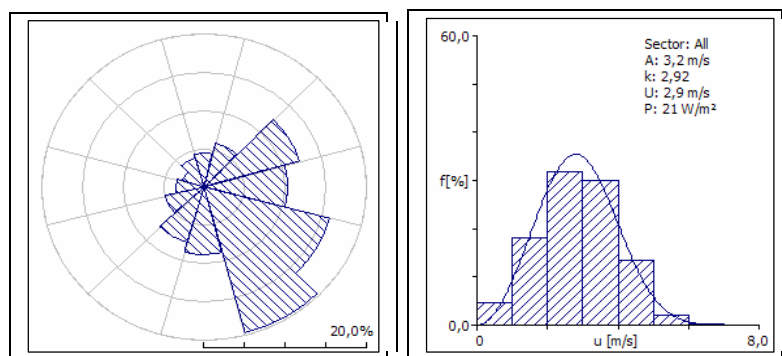 20,0%
60,0
Sector: All
A: 3,2 m/s
k: 2,92
U: 2,9 m/s
P: 21 W/m²
f[%]
0,0
0 u [m/s] 8,0